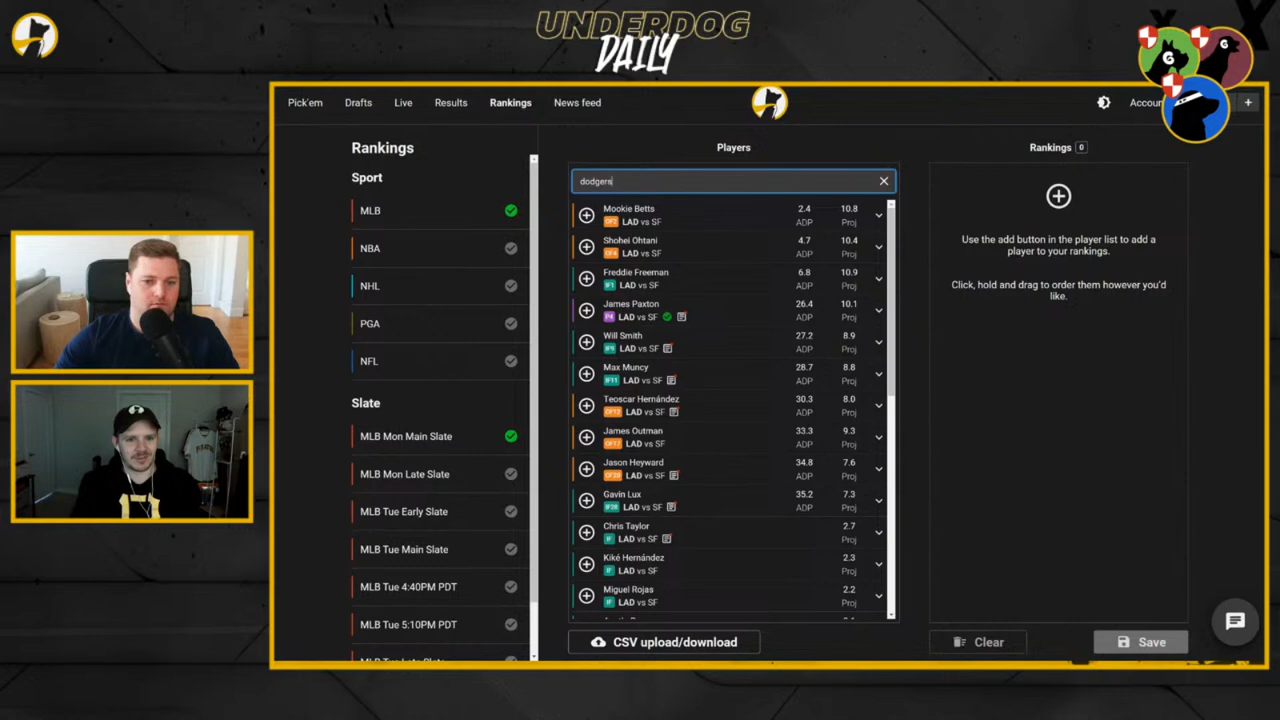 UNDERDOG
DAILY
G
G
Pick'em
Drafts
Live
Results
Rankings
News feed
Accoun
+
Rankings
Sport
MLB
NBA
NHL
PGA
NFL
Slate
MLB Mon Main Slate
MLB Mon Late Slate
MLB Tue Early Slate
MLB Tue Main Slate
MLB Tue 4:40PM PDT
MLB Tue 5:10PM PDT
Players
dodgers
Mookie Betts 2.4 10.8
OF2 LAD vs SF ADP Proj
Shohei Ohtani 4.7 10.4
OF4 LAD vs SF ADP Proj
Freddie Freeman 6.8 10.9
IF1 LAD vs SF ADP Proj
James Paxton 26.4 10.1
P4 LAD vs SF ADP Proj
Will Smith 27.2 8.9
LAD vs SF ADP Proj
Max Muncy 28.7 8.8
IF11 LAD vs SF ADP Proj
Teoscar Hernández 30.3 8.0
LAD vs SF ADP Proj
James Outman 33.3 9.3
OF17 LAD vs SF ADP Proj
Jason Heyward 34.8 7.6
LAD vs SF ADP Proj
Gavin Lux 35.2 7.3
LAD vs SF ADP Proj
Chris Taylor 2.7
IF LAD vs SF Proj
Kiké Hernández 2.3
IF LAD vs SF Proj
Miguel Rojas 2.2
IF LAD vs SF Proj
CSV upload/download
Rankings 0
Use the add button in the player list to add a
player to your rankings.
Click, hold and drag to order them however you'd
like.
Clear
Save